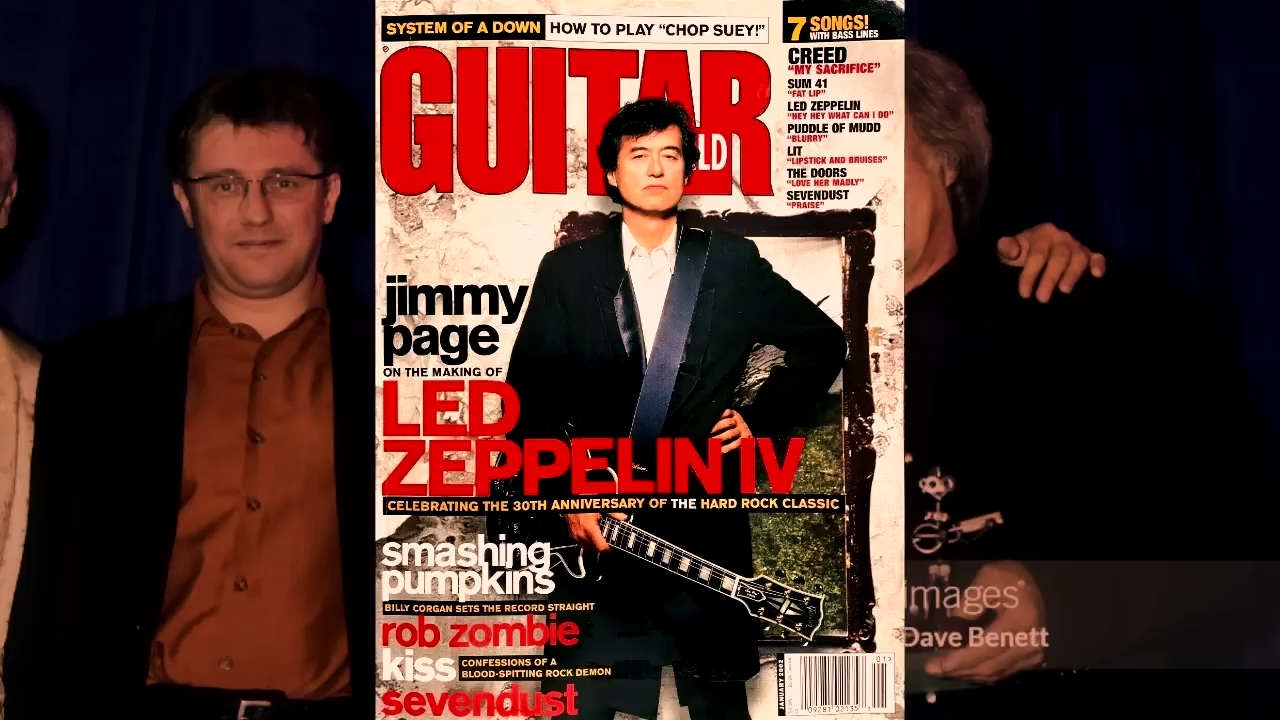 SYSTEM OF A DOWN HOW TO PLAY “CHOP SUEY!”
7 SONGS!
WITH BASS LINES
GUITAR
LD
CREED
“MY SACRIFICE”
SUM 41
“FAT LIP”
LED ZEPPELIN
“HEY HEY WHAT CAN I DO”
PUDDLE OF MUDD
“BLURRY”
LIT
“LIPSTICK AND BRUISES”
THE DOORS
“LOVE HER MADLY”
SEVENDUST
“PRAISE”
jimmy
page
ON THE MAKING OF
LED
ZEPPELIN IV
CELEBRATING THE 30TH ANNIVERSARY OF THE HARD ROCK CLASSIC
smashing
pumpkins
BILLY CORGAN SETS THE RECORD STRAIGHT
rob zombie
kiss CONFESSIONS OF A
BLOOD-SPITTING ROCK DEMON
sevendust
JANUARY 2002
01>
09281 02135
images
Dave Benett